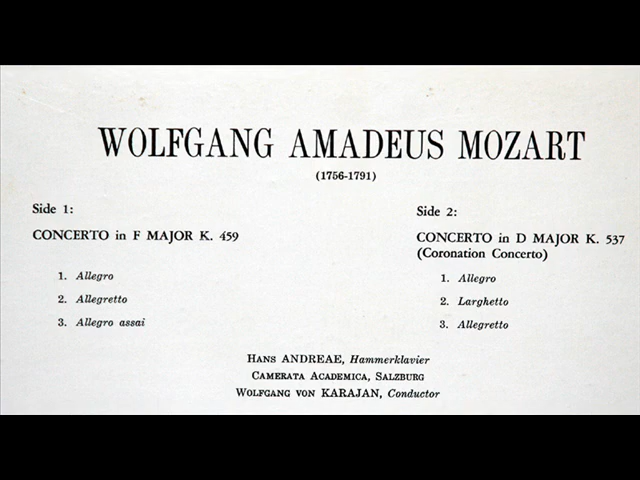 WOLFGANG AMADEUS MOZART
(1756-1791)
Side 1:
CONCERTO in F MAJOR K. 459
1. Allegro
2. Allegretto
3. Allegro assai
Side 2:
CONCERTO in D MAJOR K. 537
(Coronation Concerto)
1. Allegro
2. Larghetto
3. Allegretto
HANS ANDREAE, Hammerklavier
CAMERATA ACADEMICA, SALZBURG
WOLFGANG VON KARAJAN, Conductor